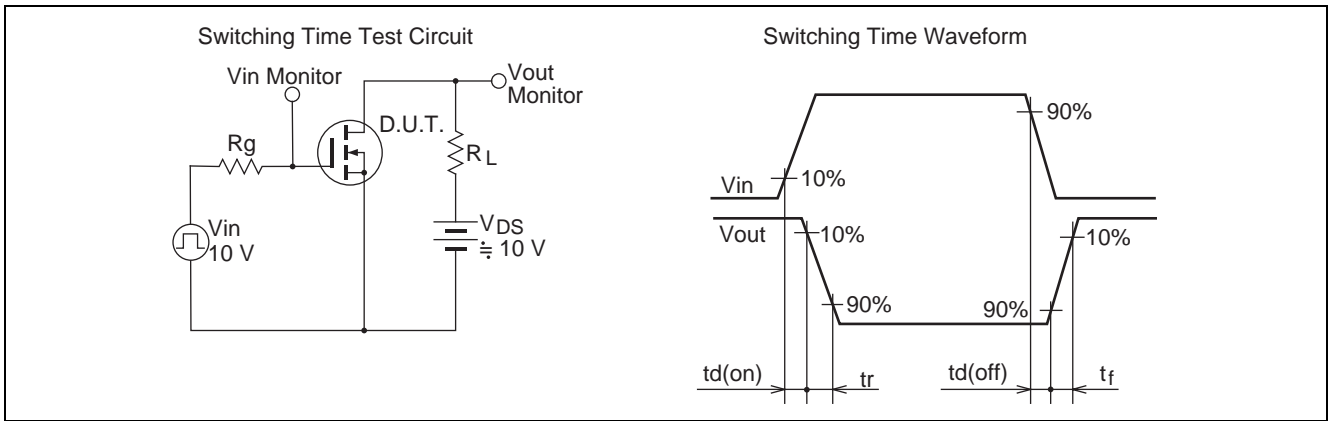 Switching Time Test Circuit
Vin Monitor
Vout
Monitor
D.U.T.
Rg
RL
Vin
10 V
VDS
≒ 10 V
Switching Time Waveform
90%
10%
Vin
Vout
10%
10%
90%
90%
td(on)
tr
td(off)
tf